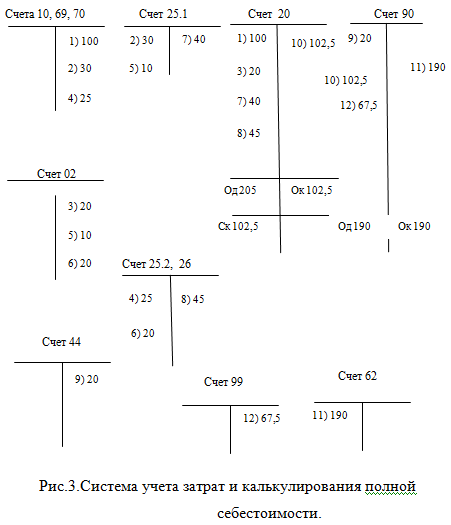 Счета 10, 69, 70
1) 100
2) 30
4) 25
Счет 25.1
2) 30 7) 40
5) 10
Счет 20
1) 100 10) 102,5
3) 20
7) 40
8) 45
Од 205 Ок 102,5
Ск 102,5
Счет 90
9) 20
11) 190
10) 102,5
12) 67,5
Од 190 Ок 190
Счет 02
3) 20
5) 10
6) 20
Счет 25.2, 26
4) 25 8) 45
6) 20
Счет 44
9) 20
Счет 99
12) 67,5
Счет 62
11) 190
Рис.3.Система учета затрат и калькулирования полной
себестоимости.